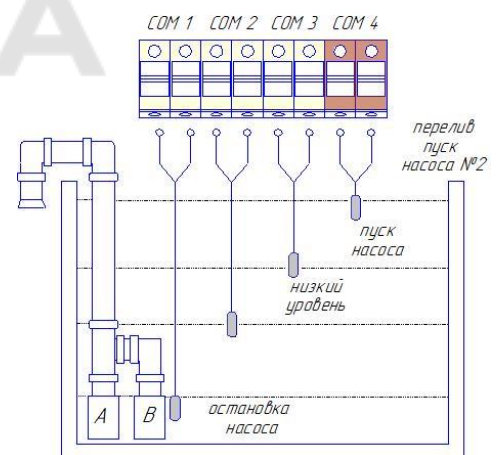 A
COM 1 COM 2 COM 3 COM 4
перелив
пуск
насоса №2
пуск
насоса
низкий
уровень
остановка
насоса
A B